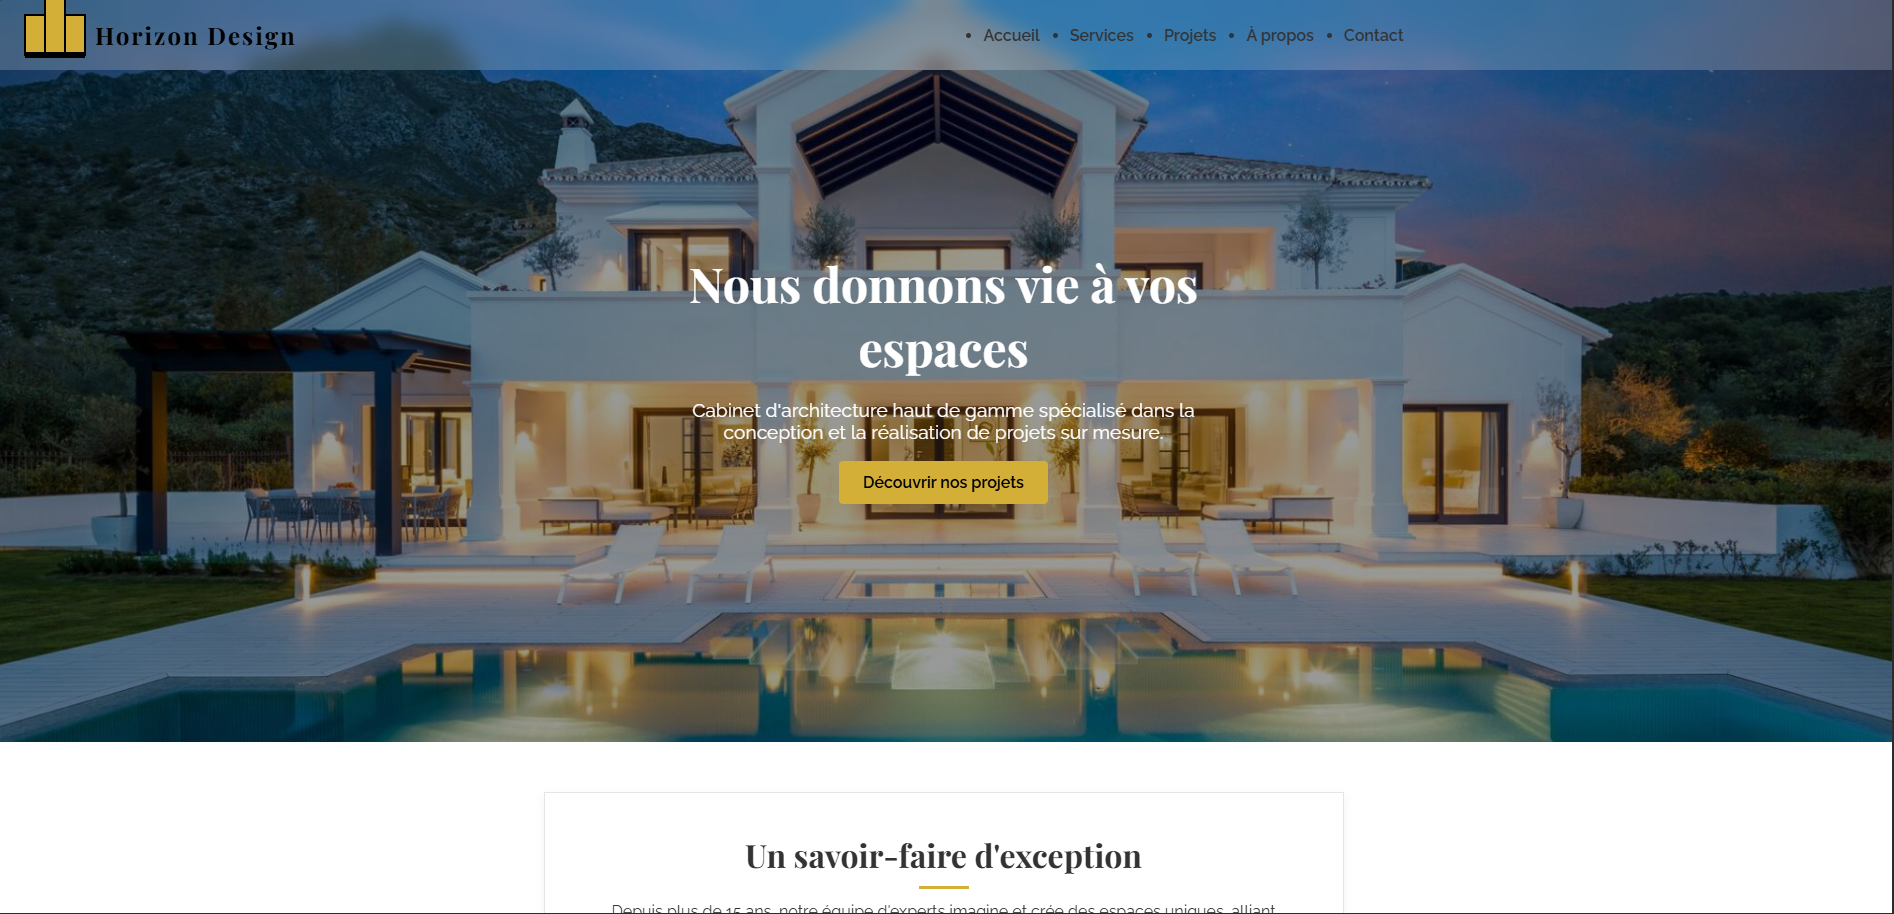 Horizon Design
• Accueil • Services • Projets • À propos • Contact
Nous donnons vie à vos
espaces
Cabinet d'architecture haut de gamme spécialisé dans la
conception et la réalisation de projets sur mesure.
Découvrir nos projets
Un savoir-faire d'exception
Depuis plus de 15 ans, notre équipe d'experts imagine et crée des espaces uniques, alliant